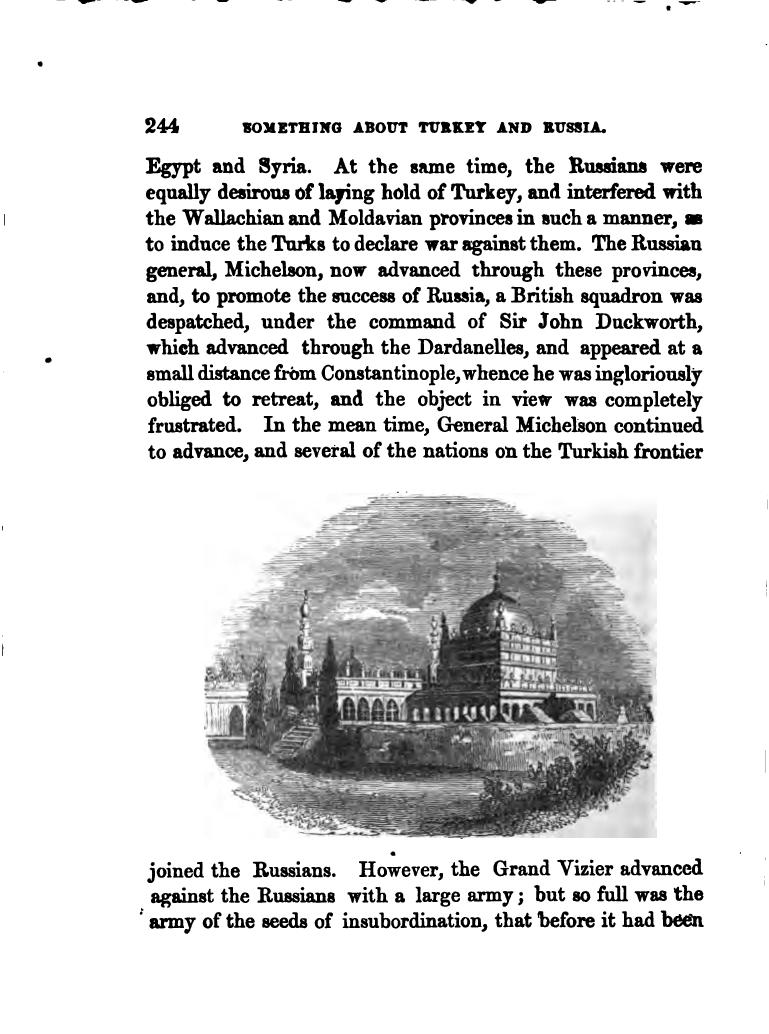 244 SOMETHING ABOUT TURKEY AND RUSSIA.
Egypt and Syria. At the same time, the Russians were
equally desirous of laying hold of Turkey, and interfered with
the Wallachian and Moldavian provinces in such a manner, as
to induce the Turks to declare war against them. The Russian
general, Michelson, now advanced through these provinces,
and, to promote the success of Russia, a British squadron was
despatched, under the command of Sir John Duckworth,
which advanced through the Dardanelles, and appeared at a
small distance from Constantinople, whence he was ingloriously
obliged to retreat, and the object in view was completely
frustrated. In the mean time, General Michelson continued
to advance, and several of the nations on the Turkish frontier
joined the Russians. However, the Grand Vizier advanced
against the Russians with a large army; but so full was the
army of the seeds of insubordination, that before it had been